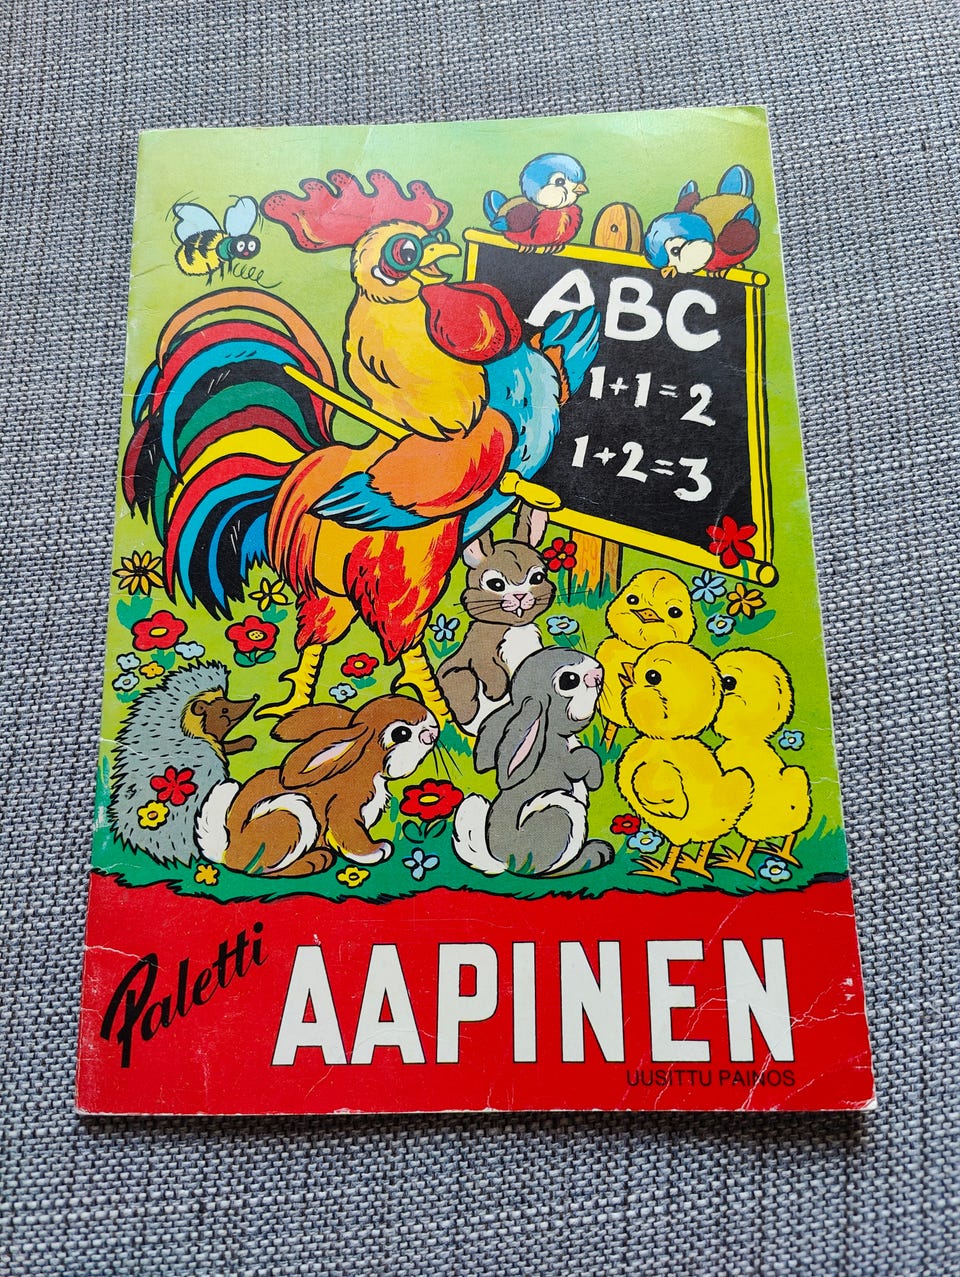 ABC
1+1=2
1+2=3
Paletti
AAPINEN
UUSITTU PAINOS